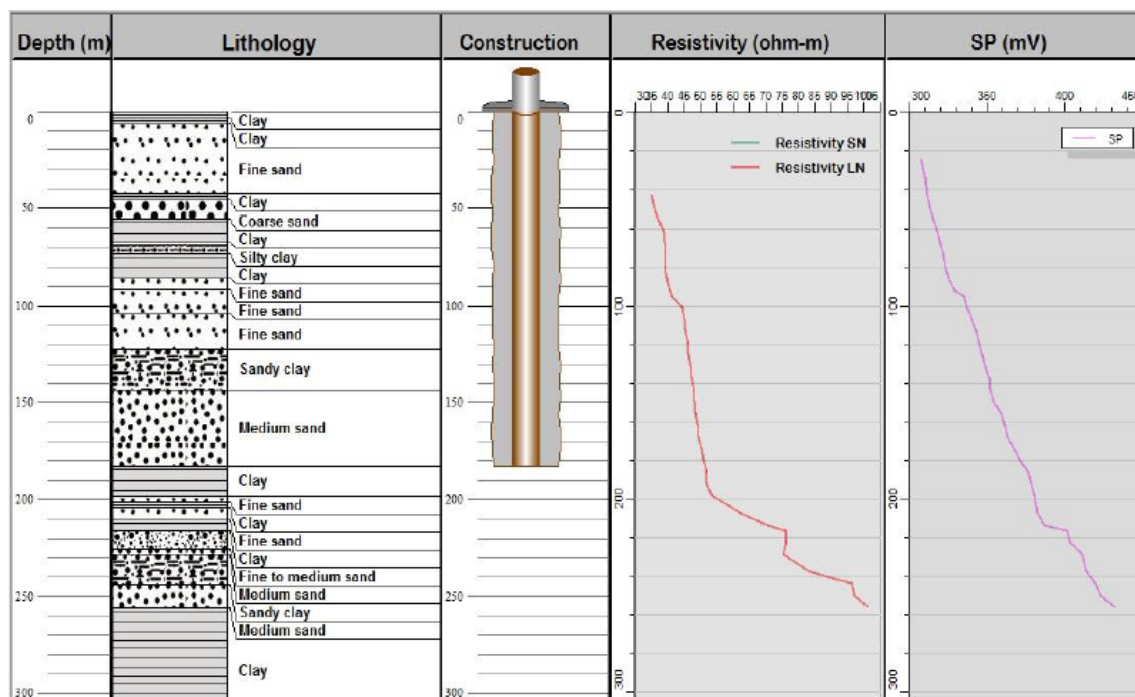 Depth (m) Lithology Construction Resistivity (ohm-m) SP (mV)
300 350 400 450
0 0 0 0
Clay
Clay
Resistivity SN
SP
Resistivity LN
Fine sand
50 50
Clay
Coarse sand
Clay
Silty clay
Clay
Fine sand
100 100 100 100
Fine sand
Fine sand
Sandy clay
150 150
Medium sand
Clay
200 200 200 200
Fine sand
Clay
Fine sand
Clay
Fine to medium sand
Medium sand
250 250
Sandy clay
Medium sand
Clay
300 300 300 300